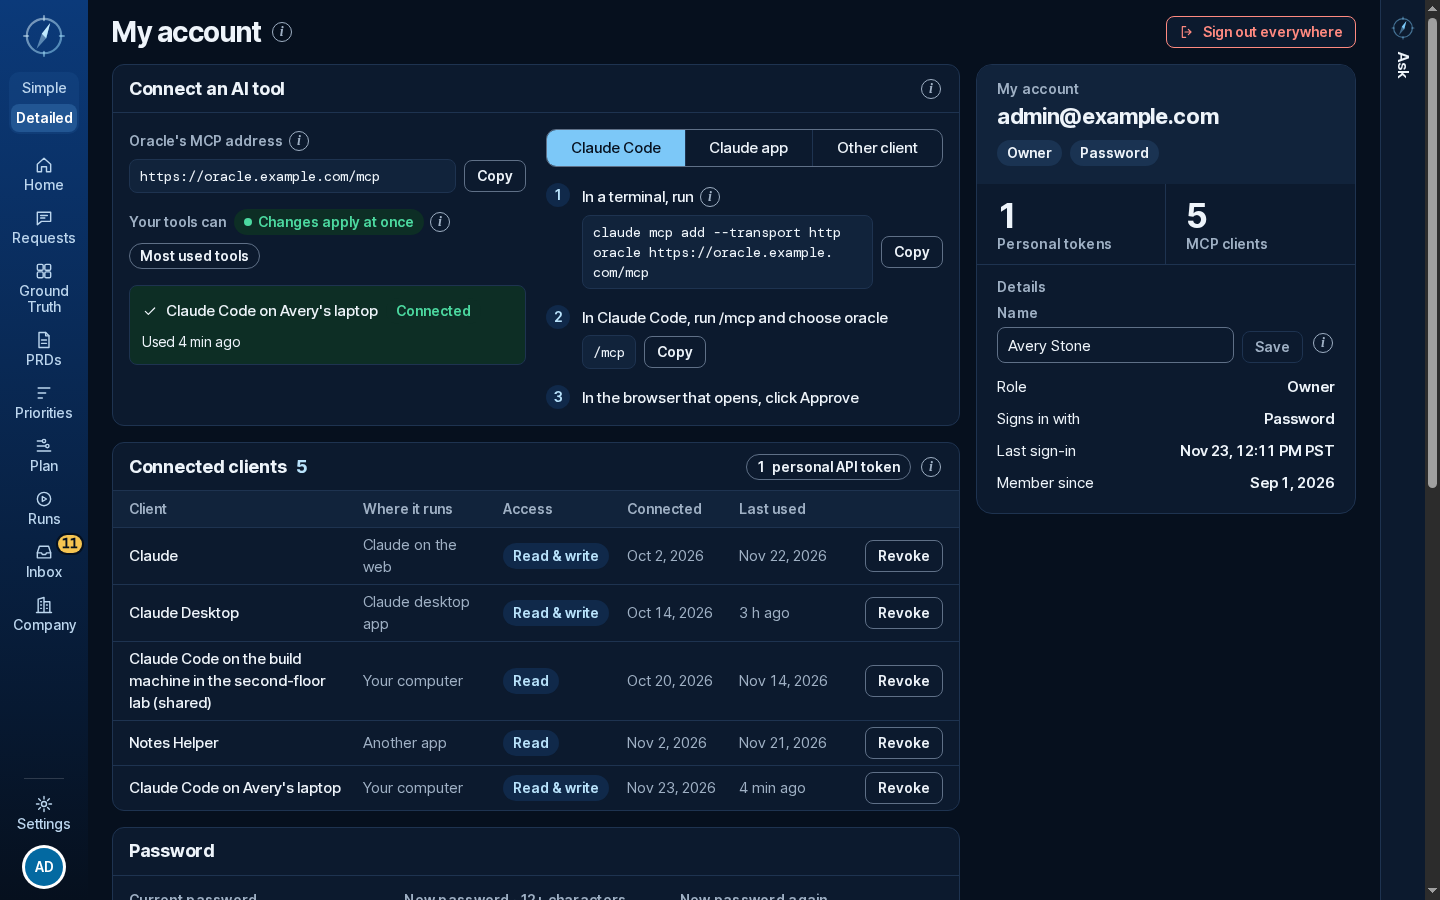 Simple
Detailed
Home
Requests
Ground
Truth
PRDs
Priorities
Plan
Runs
11
Inbox
Company
Settings
AD
My account
i
Sign out everywhere
Connect an AI tool
i
Oracle's MCP address
i
https://oracle.example.com/mcp
Copy
Your tools can
Changes apply at once
i
Most used tools
Claude Code on Avery's laptop
Connected
Used 4 min ago
Claude Code
Claude app
Other client
1
In a terminal, run
i
claude mcp add --transport http
oracle https://oracle.example.
com/mcp
Copy
2
In Claude Code, run /mcp and choose oracle
/mcp
Copy
3
In the browser that opens, click Approve
Connected clients 5
1 personal API token
i
Client
Where it runs
Access
Connected
Last used
Claude
Claude on the
web
Read & write
Oct 2, 2026
Nov 22, 2026
Revoke
Claude Desktop
Claude desktop
app
Read & write
Oct 14, 2026
3 h ago
Revoke
Claude Code on the build
machine in the second-floor
lab (shared)
Your computer
Read
Oct 20, 2026
Nov 14, 2026
Revoke
Notes Helper
Another app
Read
Nov 2, 2026
Nov 21, 2026
Revoke
Claude Code on Avery's laptop
Your computer
Read & write
Nov 23, 2026
4 min ago
Revoke
Password
Current password
New password · 12+ characters
New password again
My account
admin@example.com
Owner
Password
1
Personal tokens
5
MCP clients
Details
Name
Avery Stone
Save
i
Role
Owner
Signs in with
Password
Last sign-in
Nov 23, 12:11 PM PST
Member since
Sep 1, 2026
Ask